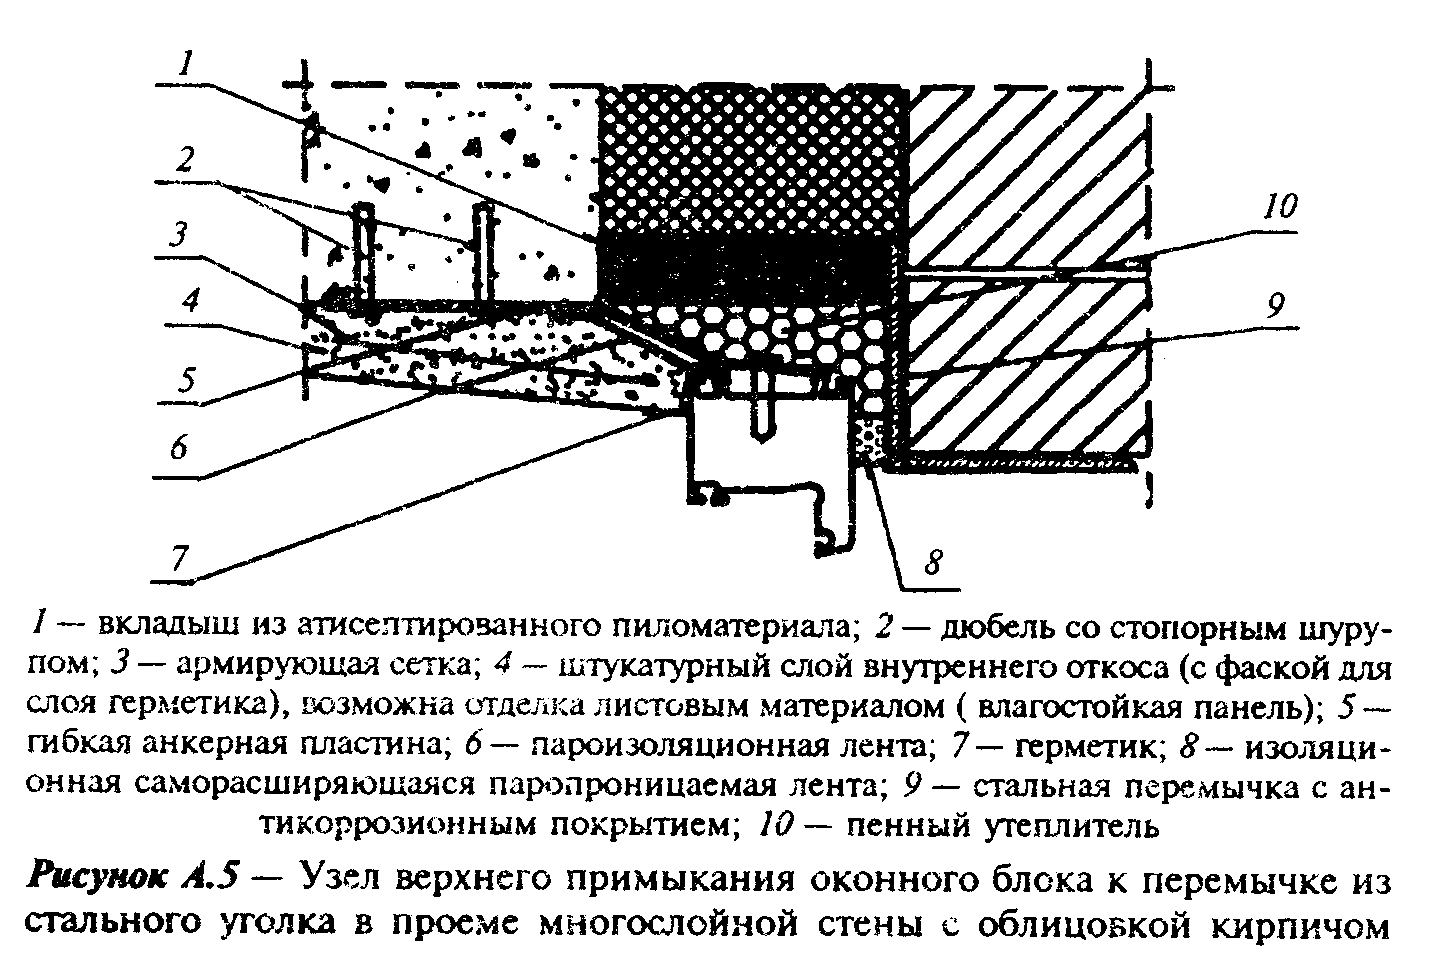 1
2
3
4
5
6
7
8
9
10
1 — вкладыш из атисептированного пиломатериала; 2 — дюбель со стопорным шуру-
пом; 3 — армирующая сетка; 4 — штукатурный слой внутреннего откоса (с фаской для
слоя герметика), возможна отделка листовым материалом ( влагостойкая панель); 5 —
гибкая анкерная пластина; 6 — пароизоляционная лента; 7 — герметик; 8 — изоляци-
онная саморасширяющаяся паропроницаемая лента; 9 — стальная перемычка с ан-
тикоррозионным покрытием; 10 — пенный утеплитель
Рисунок А.5 — Узел верхнего примыкания оконного блока к перемычке из
стального уголка в проеме многослойной стены с облицовкой кирпичом